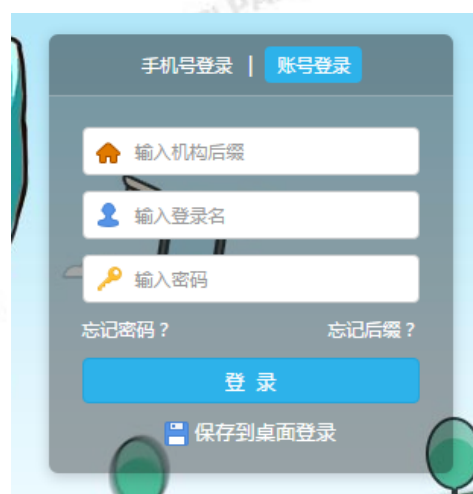 手机号登录 | 账号登录
输入机构后缀
输入登录名
输入密码
忘记密码？ 忘记后缀？
登 录
保存到桌面登录